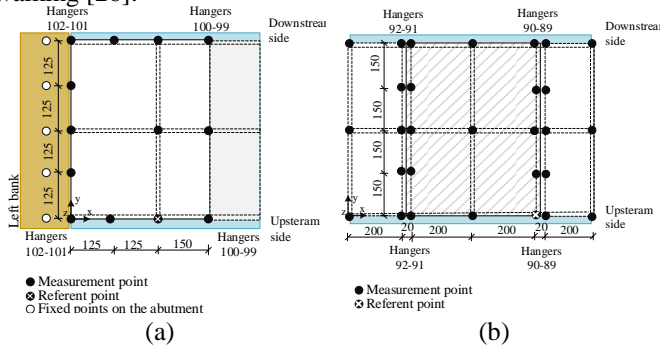 Hangers
102-101
Hangers
100-99
Downstream
side
125
125
125
125
Left bank
z
y
x
Upsteram
side
Hangers
102-101
125
125
150
Hangers
100-99
Measurement point
Referent point
Fixed points on the abutment
(a)
Hangers
92-91
Hangers
90-89
Downstream
side
150
150
150
150
z
y
x
Upsteram
side
200
20
200
200
20
200
Hangers
92-91
Hangers
90-89
Measurement point
Referent point
(b)